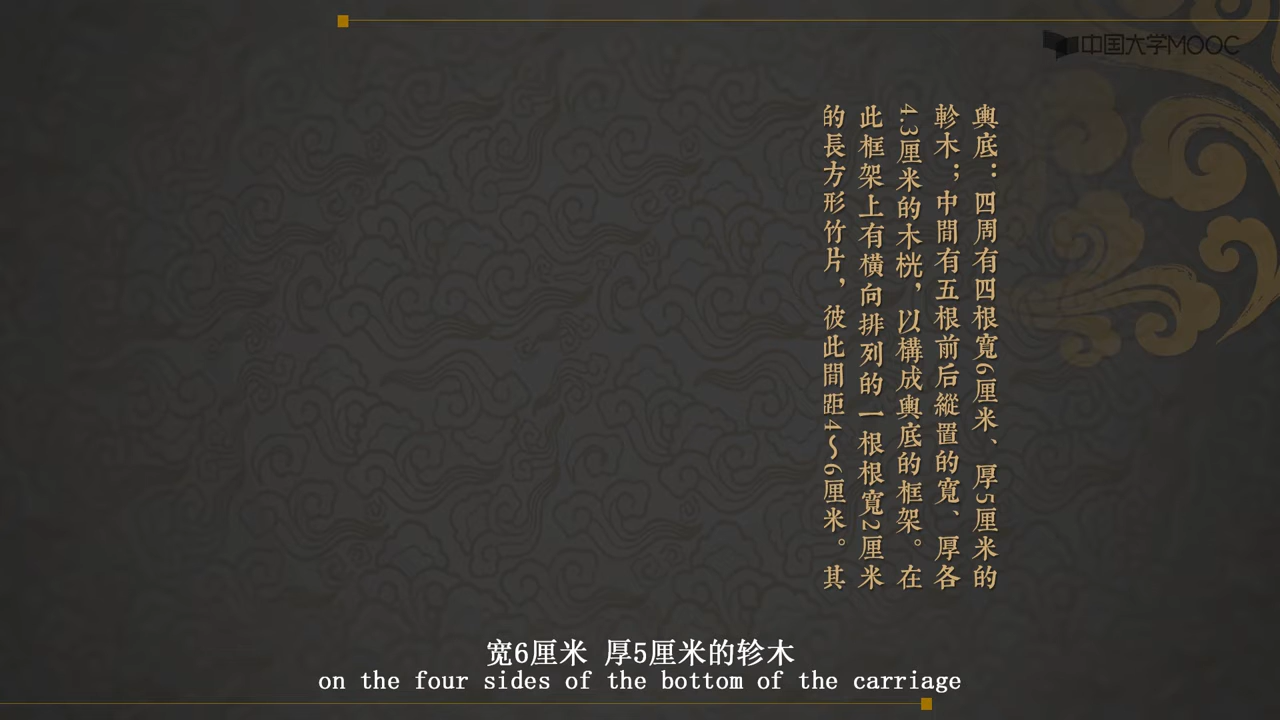 中国大学MOOC
輿底：四周有四根寬6厘米、厚5厘米的
軫木；中間有五根前后縱置的寬、厚各
4.3厘米的木桄，以構成輿底的框架。在
此框架上有橫向排列的一根根寬2厘米
的長方形竹片，彼此間距4～6厘米。其
宽6厘米 厚5厘米的轸木
on the four sides of the bottom of the carriage